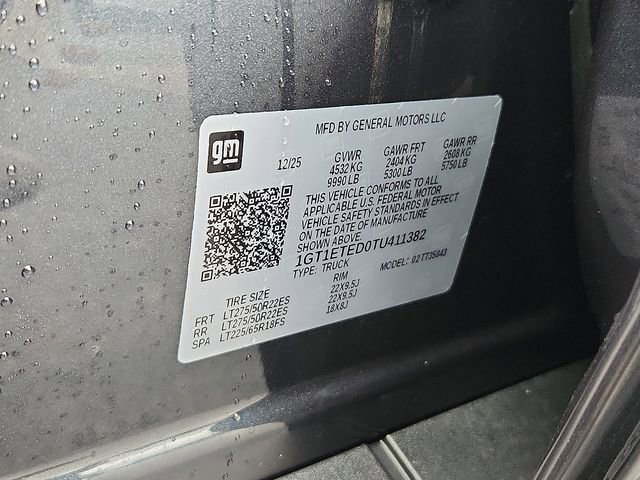 MFD BY GENERAL MOTORS LLC
gm
12/25
GVWR GAWR FRT GAWR RR
4532 KG 2404 KG 2608 KG
9990 LB 5300 LB 5750 LB
THIS VEHICLE CONFORMS TO ALL
APPLICABLE U.S. FEDERAL MOTOR
VEHICLE SAFETY STANDARDS IN EFFECT
ON THE DATE OF MANUFACTURE
SHOWN ABOVE.
1GT1ETED0TU411382
TYPE: TRUCK MODEL: 02TT35843
TIRE SIZE RIM
FRT LT275/50R22ES 22X9.5J
RR LT275/50R22ES 22X9.5J
SPA LT225/65R18FS 18X8J